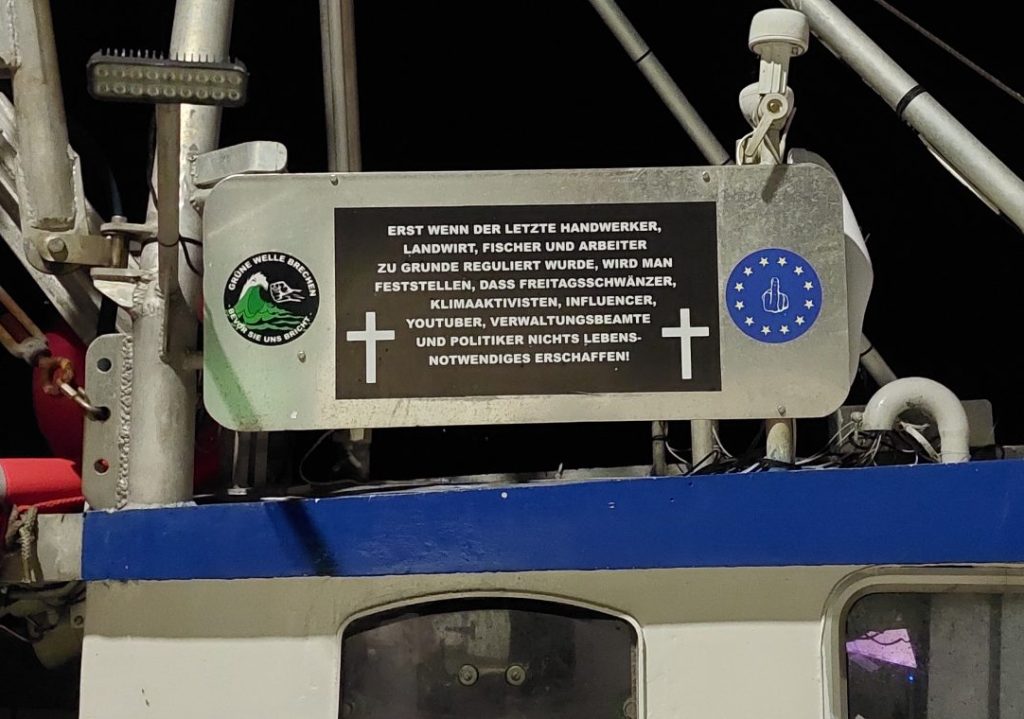 GRÜNE WELLE BRECHEN
- BEVOR SIE UNS BRICHT -
ERST WENN DER LETZTE HANDWERKER,
LANDWIRT, FISCHER UND ARBEITER
ZU GRUNDE REGULIERT WURDE, WIRD MAN
FESTSTELLEN, DASS FREITAGSSCHWÄNZER,
KLIMAAKTIVISTEN, INFLUENCER,
YOUTUBER, VERWALTUNGSBEAMTE
UND POLITIKER NICHTS LEBENS-
NOTWENDIGES ERSCHAFFEN!